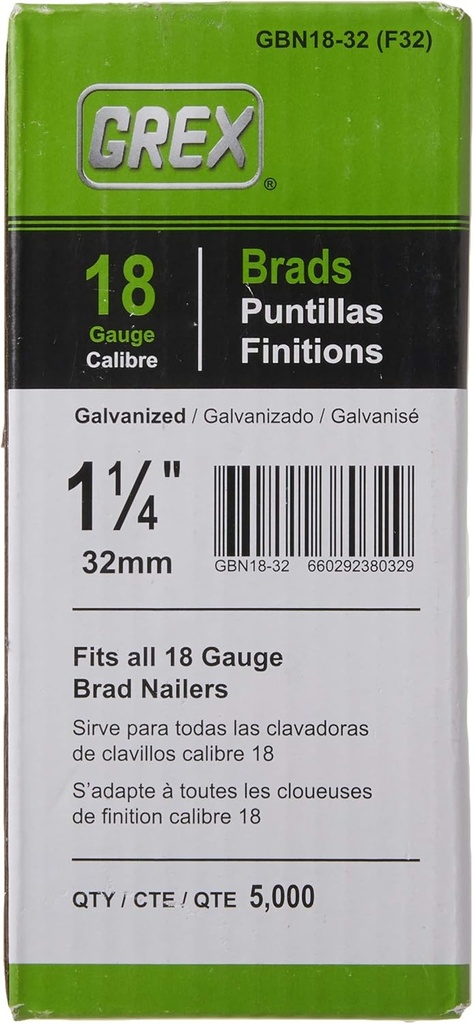 GBN18-32 (F32)
GREX®
18
Gauge
Calibre
Brads
Puntillas
Finitions
Galvanized / Galvanizado / Galvanisé
1¼"
32mm
GBN18-32 660292380329
Fits all 18 Gauge
Brad Nailers
Sirve para todas las clavadoras
de clavillos calibre 18
S'adapte à toutes les cloueuses
de finition calibre 18
QTY / CTE / QTE 5,000